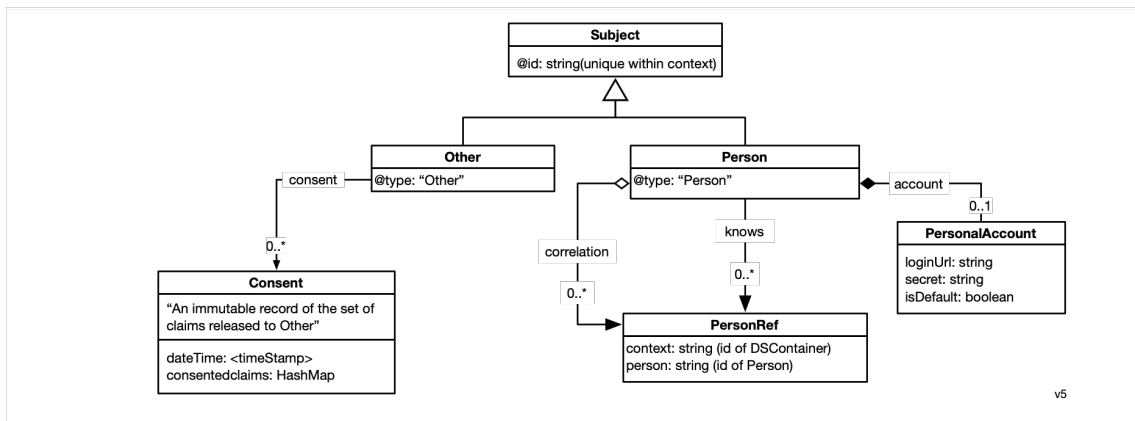 Subject
@id: string(unique within context)
Other
@type: “Other”
Person
@type: “Person”
consent
account
0..1
knows
PersonalAccount
loginUrl: string
secret: string
isDefault: boolean
0..*
correlation
0..*
0..*
Consent
“An immutable record of the set of
claims released to Other”
dateTime: <timeStamp>
consentedclaims: HashMap
PersonRef
context: string (id of DSContainer)
person: string (id of Person)
v5